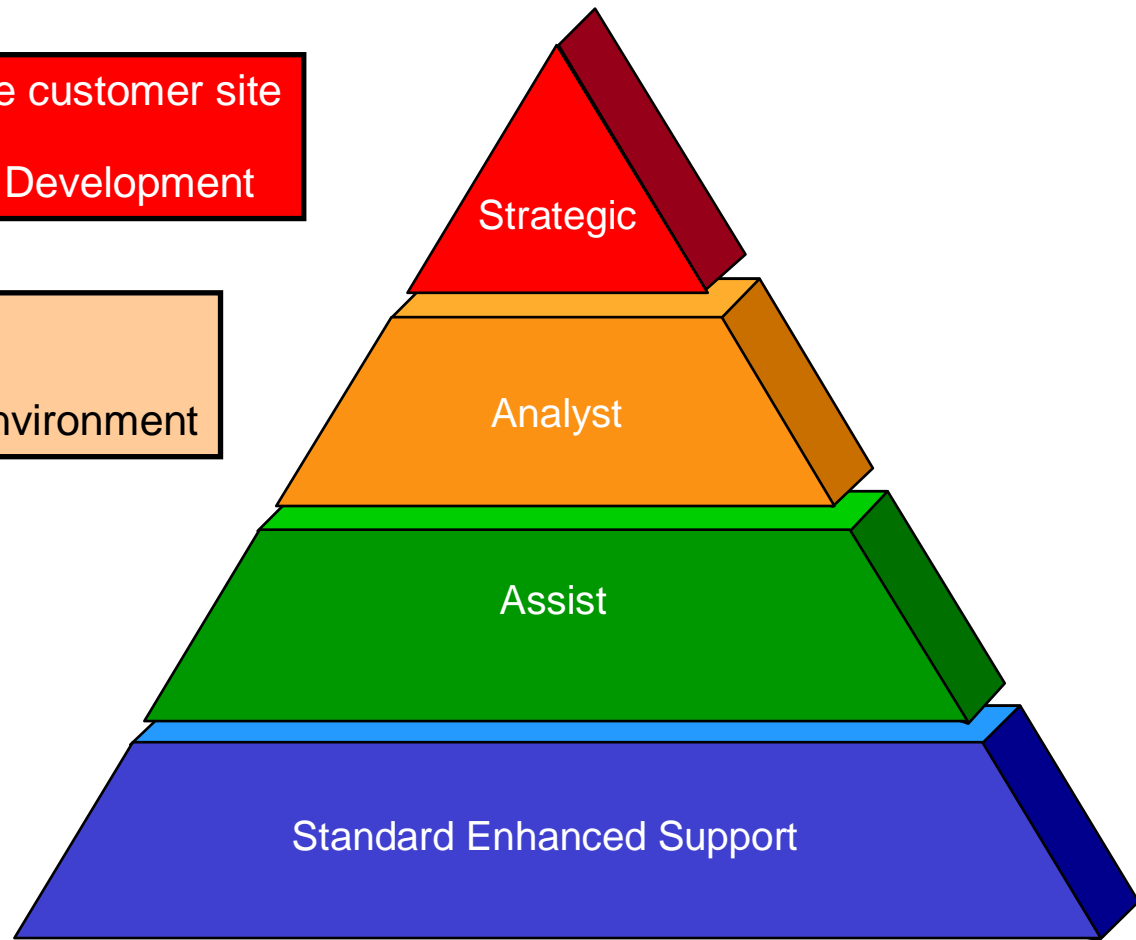 e customer site
Development
Strategic
nvironment
Analyst
Assist
Standard Enhanced Support